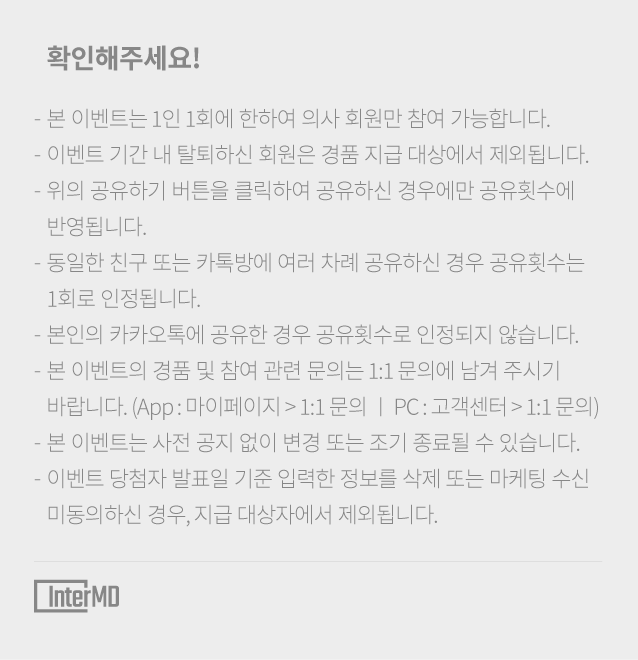 확인해주세요!
- 본 이벤트는 1인 1회에 한하여 의사 회원만 참여 가능합니다.
- 이벤트 기간 내 탈퇴하신 회원은 경품 지급 대상에서 제외됩니다.
- 위의 공유하기 버튼을 클릭하여 공유하신 경우에만 공유횟수에
반영됩니다.
- 동일한 친구 또는 카톡방에 여러 차례 공유하신 경우 공유횟수는
1회로 인정됩니다.
- 본인의 카카오톡에 공유한 경우 공유횟수로 인정되지 않습니다.
- 본 이벤트의 경품 및 참여 관련 문의는 1:1 문의에 남겨 주시기
바랍니다. (App : 마이페이지 > 1:1 문의 ㅣ PC : 고객센터 > 1:1 문의)
- 본 이벤트는 사전 공지 없이 변경 또는 조기 종료될 수 있습니다.
- 이벤트 당첨자 발표일 기준 입력한 정보를 삭제 또는 마케팅 수신
미동의하신 경우, 지급 대상자에서 제외됩니다.
InterMD